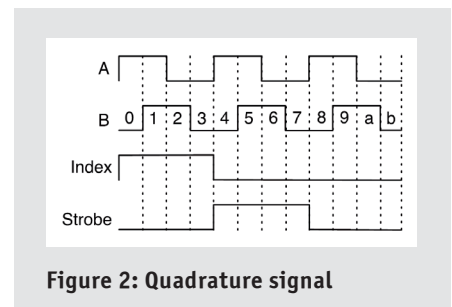 A
B 0 1 2 3 4 5 6 7 8 9 a b
Index
Strobe
Figure 2: Quadrature signal